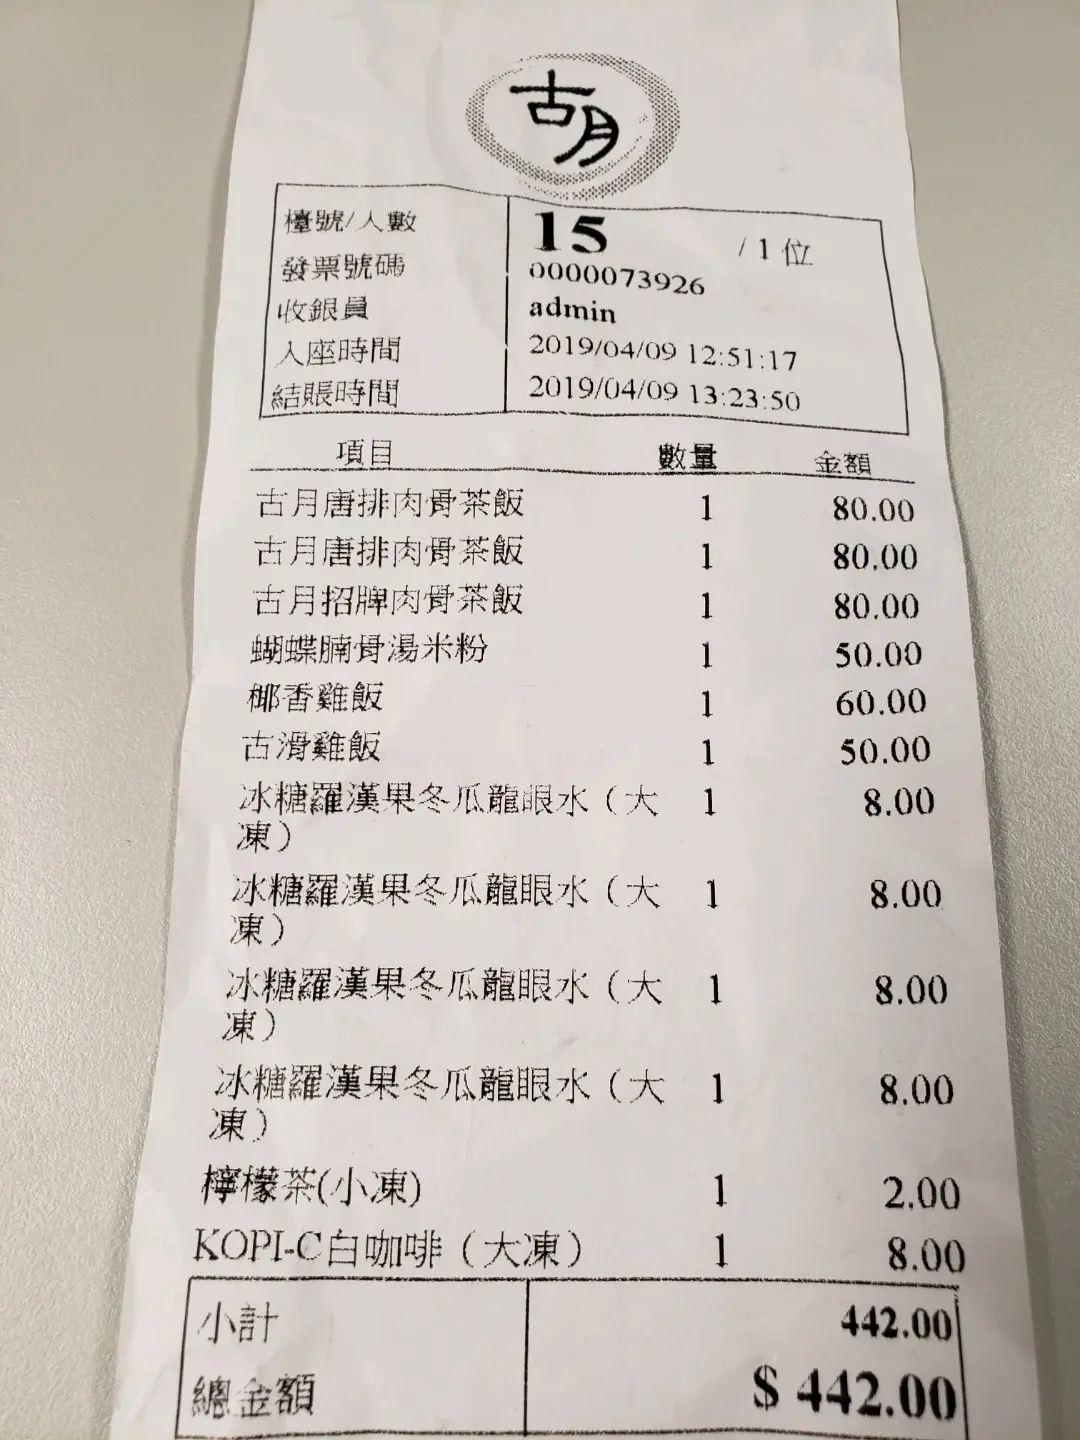 古月
檯號/人數 15 /1 位
發票號碼 0000073926
收銀員 admin
入座時間 2019/04/09 12:51:17
結賬時間 2019/04/09 13:23:50
項目 數量 金額
古月唐排肉骨茶飯 1 80.00
古月唐排肉骨茶飯 1 80.00
古月招牌肉骨茶飯 1 80.00
蝴蝶腩骨湯米粉 1 50.00
椰香雞飯 1 60.00
古滑雞飯 1 50.00
冰糖羅漢果冬瓜龍眼水（大 1 8.00
凍）
冰糖羅漢果冬瓜龍眼水（大 1 8.00
凍）
冰糖羅漢果冬瓜龍眼水（大 1 8.00
凍）
冰糖羅漢果冬瓜龍眼水（大 1 8.00
凍）
檸檬茶(小凍) 1 2.00
KOPI-C白咖啡（大凍） 1 8.00
小計 442.00
總金額 $ 442.00